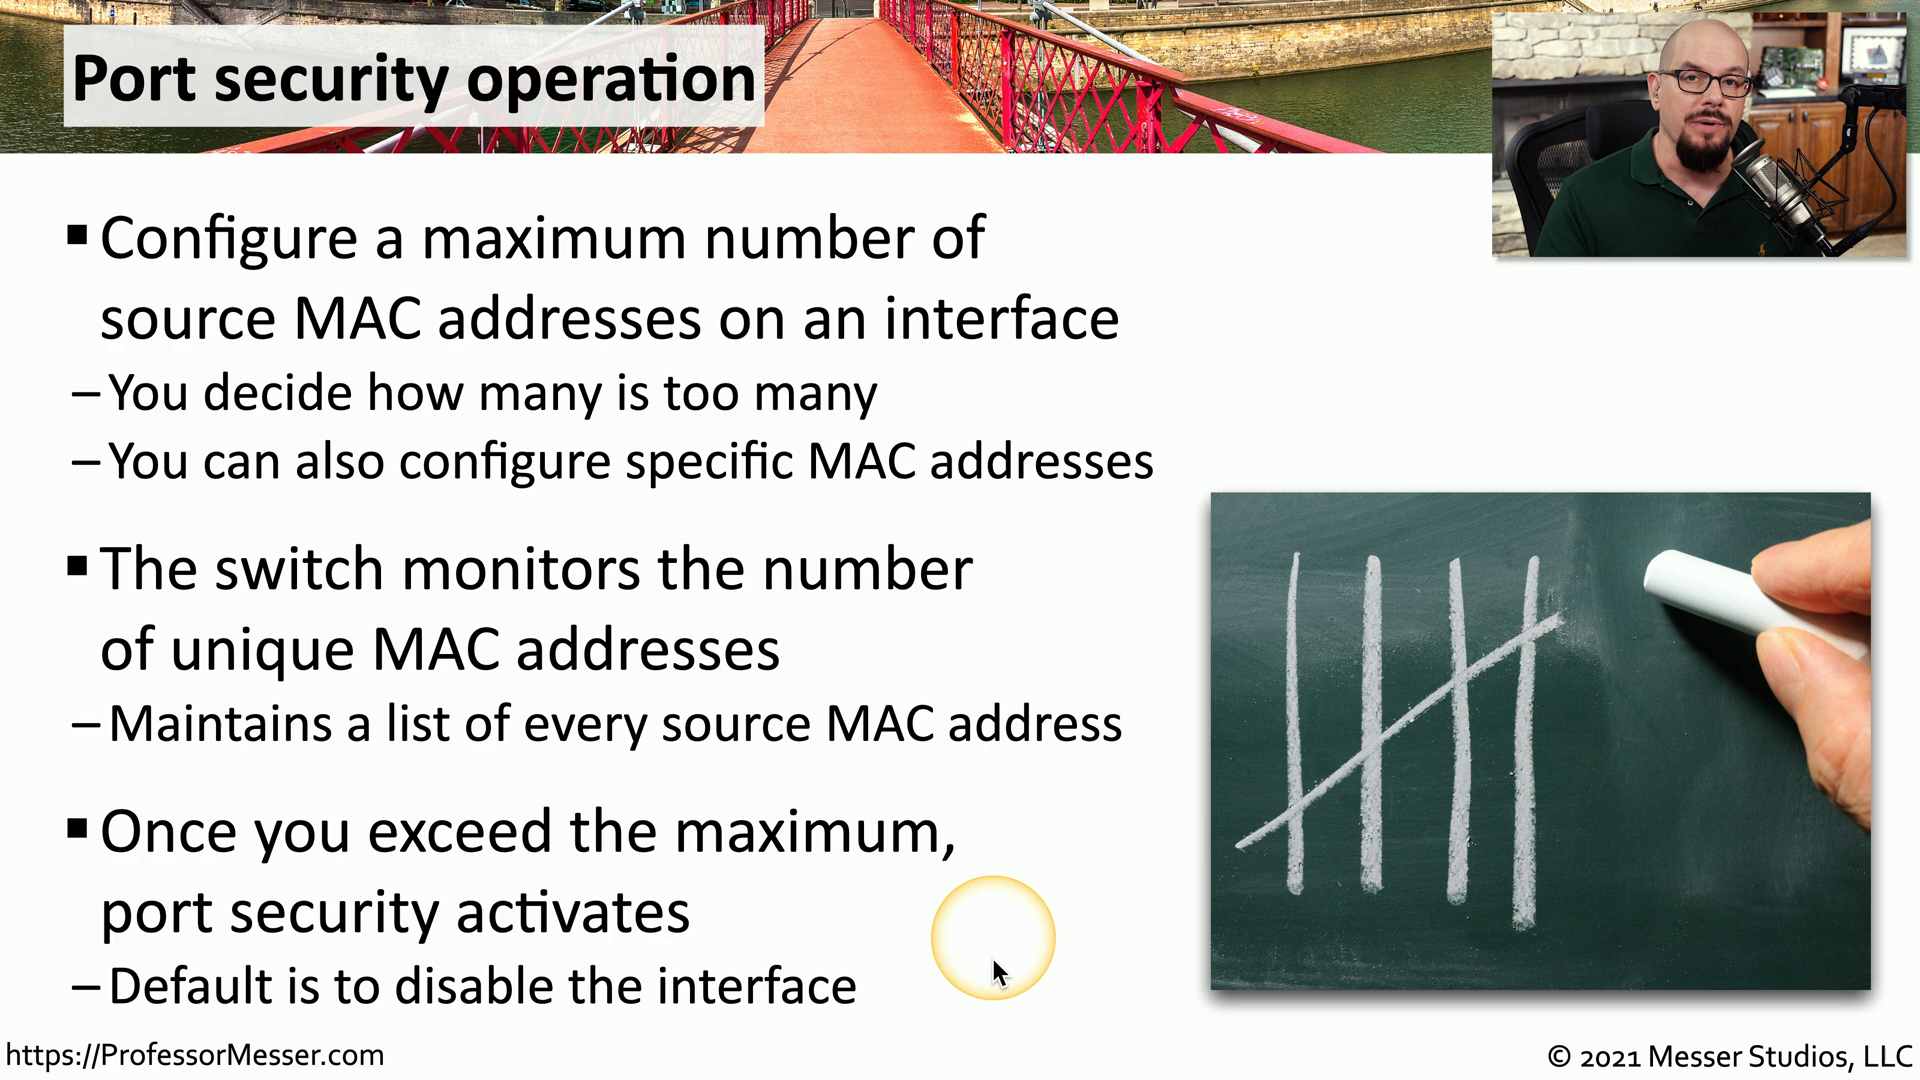 Port security operation
▪ Configure a maximum number of
source MAC addresses on an interface
– You decide how many is too many
– You can also configure specific MAC addresses
▪ The switch monitors the number
of unique MAC addresses
– Maintains a list of every source MAC address
▪ Once you exceed the maximum,
port security activates
– Default is to disable the interface
https://ProfessorMesser.com
© 2021 Messer Studios, LLC